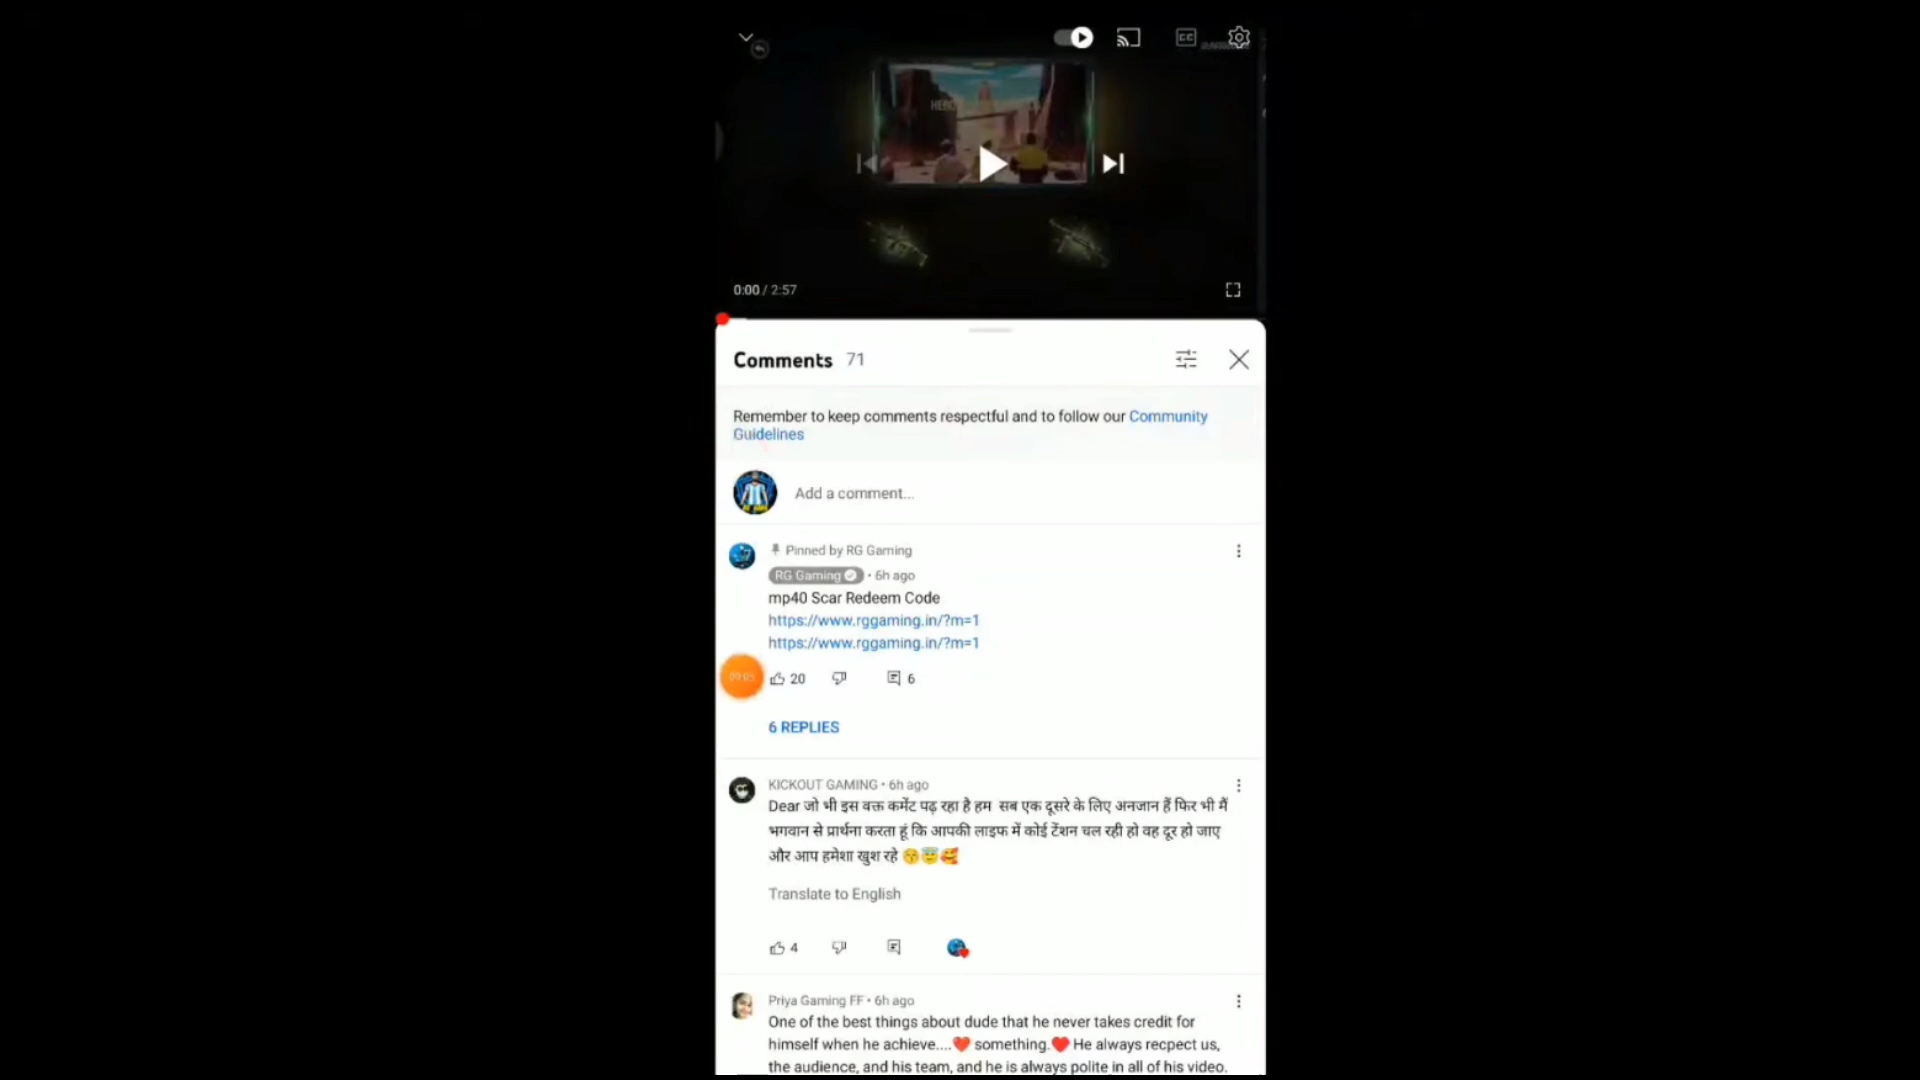 0:00 / 2:57
Comments 71
Remember to keep comments respectful and to follow our Community
Guidelines
Add a comment...
Pinned by RG Gaming
RG Gaming • 6h ago
mp40 Scar Redeem Code
https://www.rggaming.in/?m=1
https://www.rggaming.in/?m=1
20 6
6 REPLIES
KICKOUT GAMING • 6h ago
Dear जो भी इस वक्त कमेंट पढ़ रहा है हम सब एक दूसरे के लिए अनजान हैं फिर भी मैं
भगवान से प्रार्थना करता हूं कि आपकी लाइफ में कोई टेंशन चल रही हो वह दूर हो जाए
और आप हमेशा खुश रहे 😚😇🥰
Translate to English
4
Priya Gaming FF • 6h ago
One of the best things about dude that he never takes credit for
himself when he achieve....❤️ something.❤️ He always recpect us,
the audience, and his team, and he is always polite in all of his video.